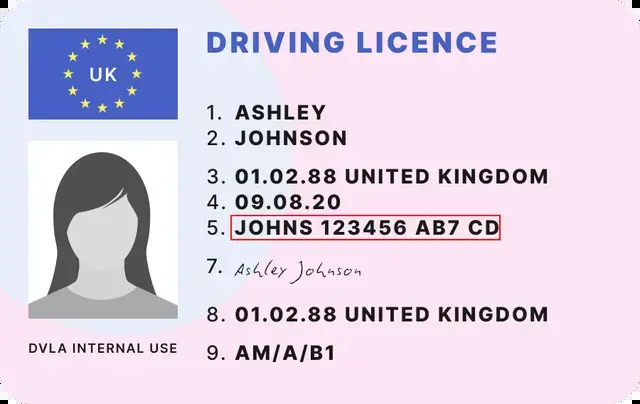 UK
DRIVING LICENCE
1. ASHLEY
2. JOHNSON
3. 01.02.88 UNITED KINGDOM
4. 09.08.20
5. JOHNS 123456 AB7 CD
7. Ashley Johnson
8. 01.02.88 UNITED KINGDOM
9. AM/A/B1
DVLA INTERNAL USE